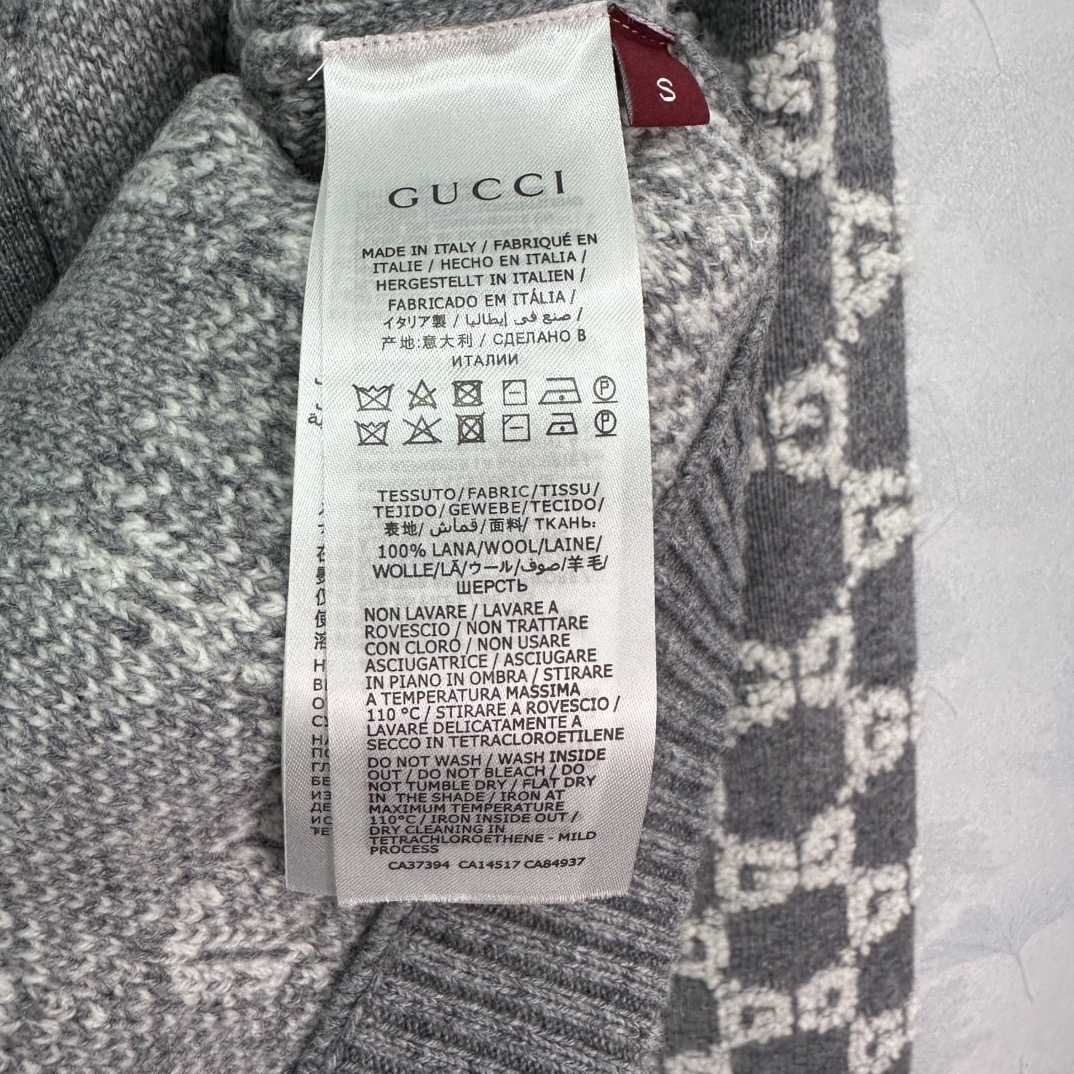 S
GUCCI
MADE IN ITALY / FABRIQUÉ EN
ITALIE / HECHO EN ITALIA /
HERGESTELLT IN ITALIEN /
FABRICADO EM ITÁLIA /
イタリア製 / صنع في إيطاليا /
产地:意大利 / СДЕЛАНО В
ИТАЛИИ
TESSUTO/FABRIC/TISSU/
TEJIDO/GEWEBE/TECIDO/
表地/ قماش /面料/ ТКАНЬ:
100% LANA/WOOL/LAINE/
WOLLE/LÃ/ウール/صوف/羊毛/
ШЕРСТЬ
NON LAVARE / LAVARE A
ROVESCIO / NON TRATTARE
CON CLORO / NON USARE
ASCIUGATRICE / ASCIUGARE
IN PIANO IN OMBRA / STIRARE
A TEMPERATURA MASSIMA
110 °C / STIRARE A ROVESCIO /
LAVARE DELICATAMENTE A
SECCO IN TETRACLOROETILENE
DO NOT WASH / WASH INSIDE
OUT / DO NOT BLEACH / DO
NOT TUMBLE DRY / FLAT DRY
IN THE SHADE / IRON AT
MAXIMUM TEMPERATURE
110°C / IRON INSIDE OUT /
DRY CLEANING IN
TETRACHLOROETHENE - MILD
PROCESS
CA37394 CA14517 CA84937